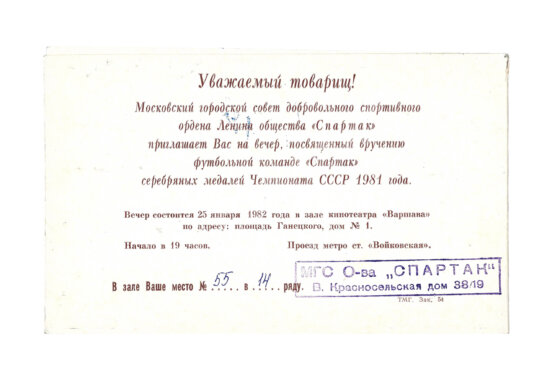 Уважаемый товарищ!
Московский городской совет добровольного спортивного
ордена Ленина общества «Спартак»
приглашает Вас на вечер, посвященный вручению
футбольной команде «Спартак»
серебряных медалей Чемпионата СССР 1981 года.
Вечер состоится 25 января 1982 года в зале кинотеатра «Варшава»
по адресу: площадь Ганецкого, дом № 1.
Начало в 19 часов. Проезд метро ст. «Войковская».
В зале Ваше место № 55 в 14 ряду.
МГС О-ва „СПАРТАК"
В. Красносельская дом 38/19
ТМГ. Зак. 54